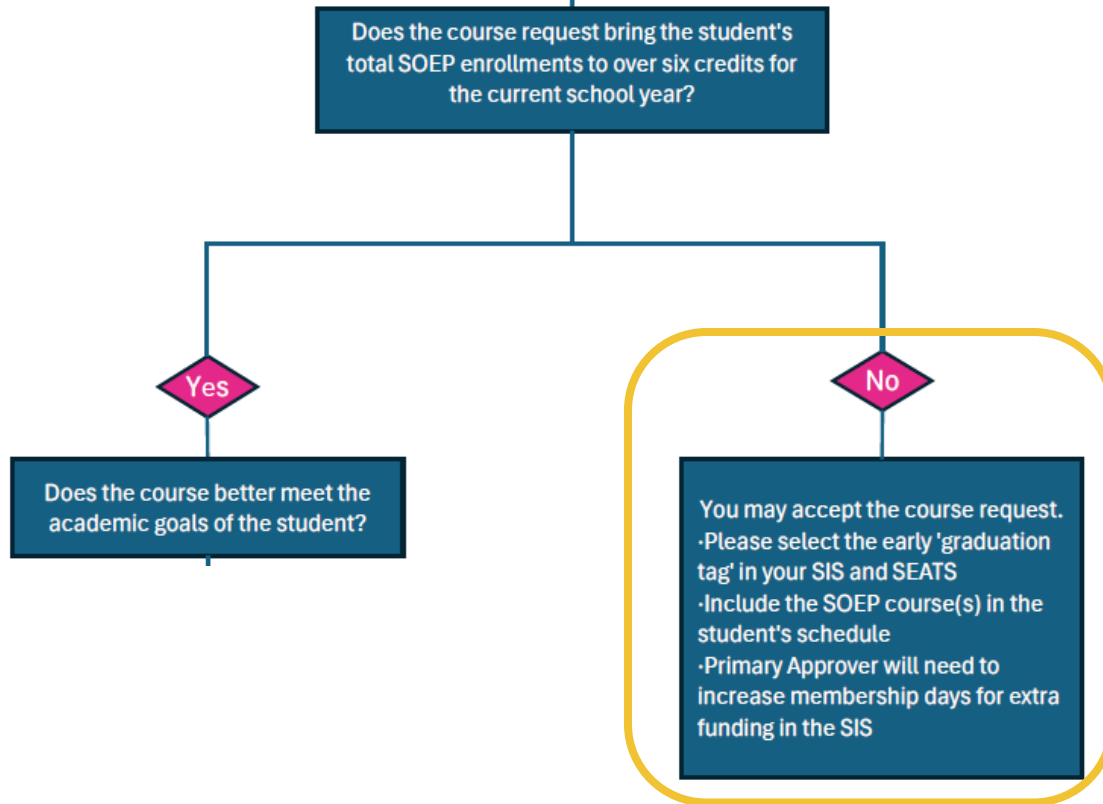 Does the course request bring the student's
total SOEP enrollments to over six credits for
the current school year?
Yes
No
Does the course better meet the
academic goals of the student?
You may accept the course request.
·Please select the early 'graduation
tag' in your SIS and SEATS
·Include the SOEP course(s) in the
student's schedule
·Primary Approver will need to
increase membership days for extra
funding in the SIS